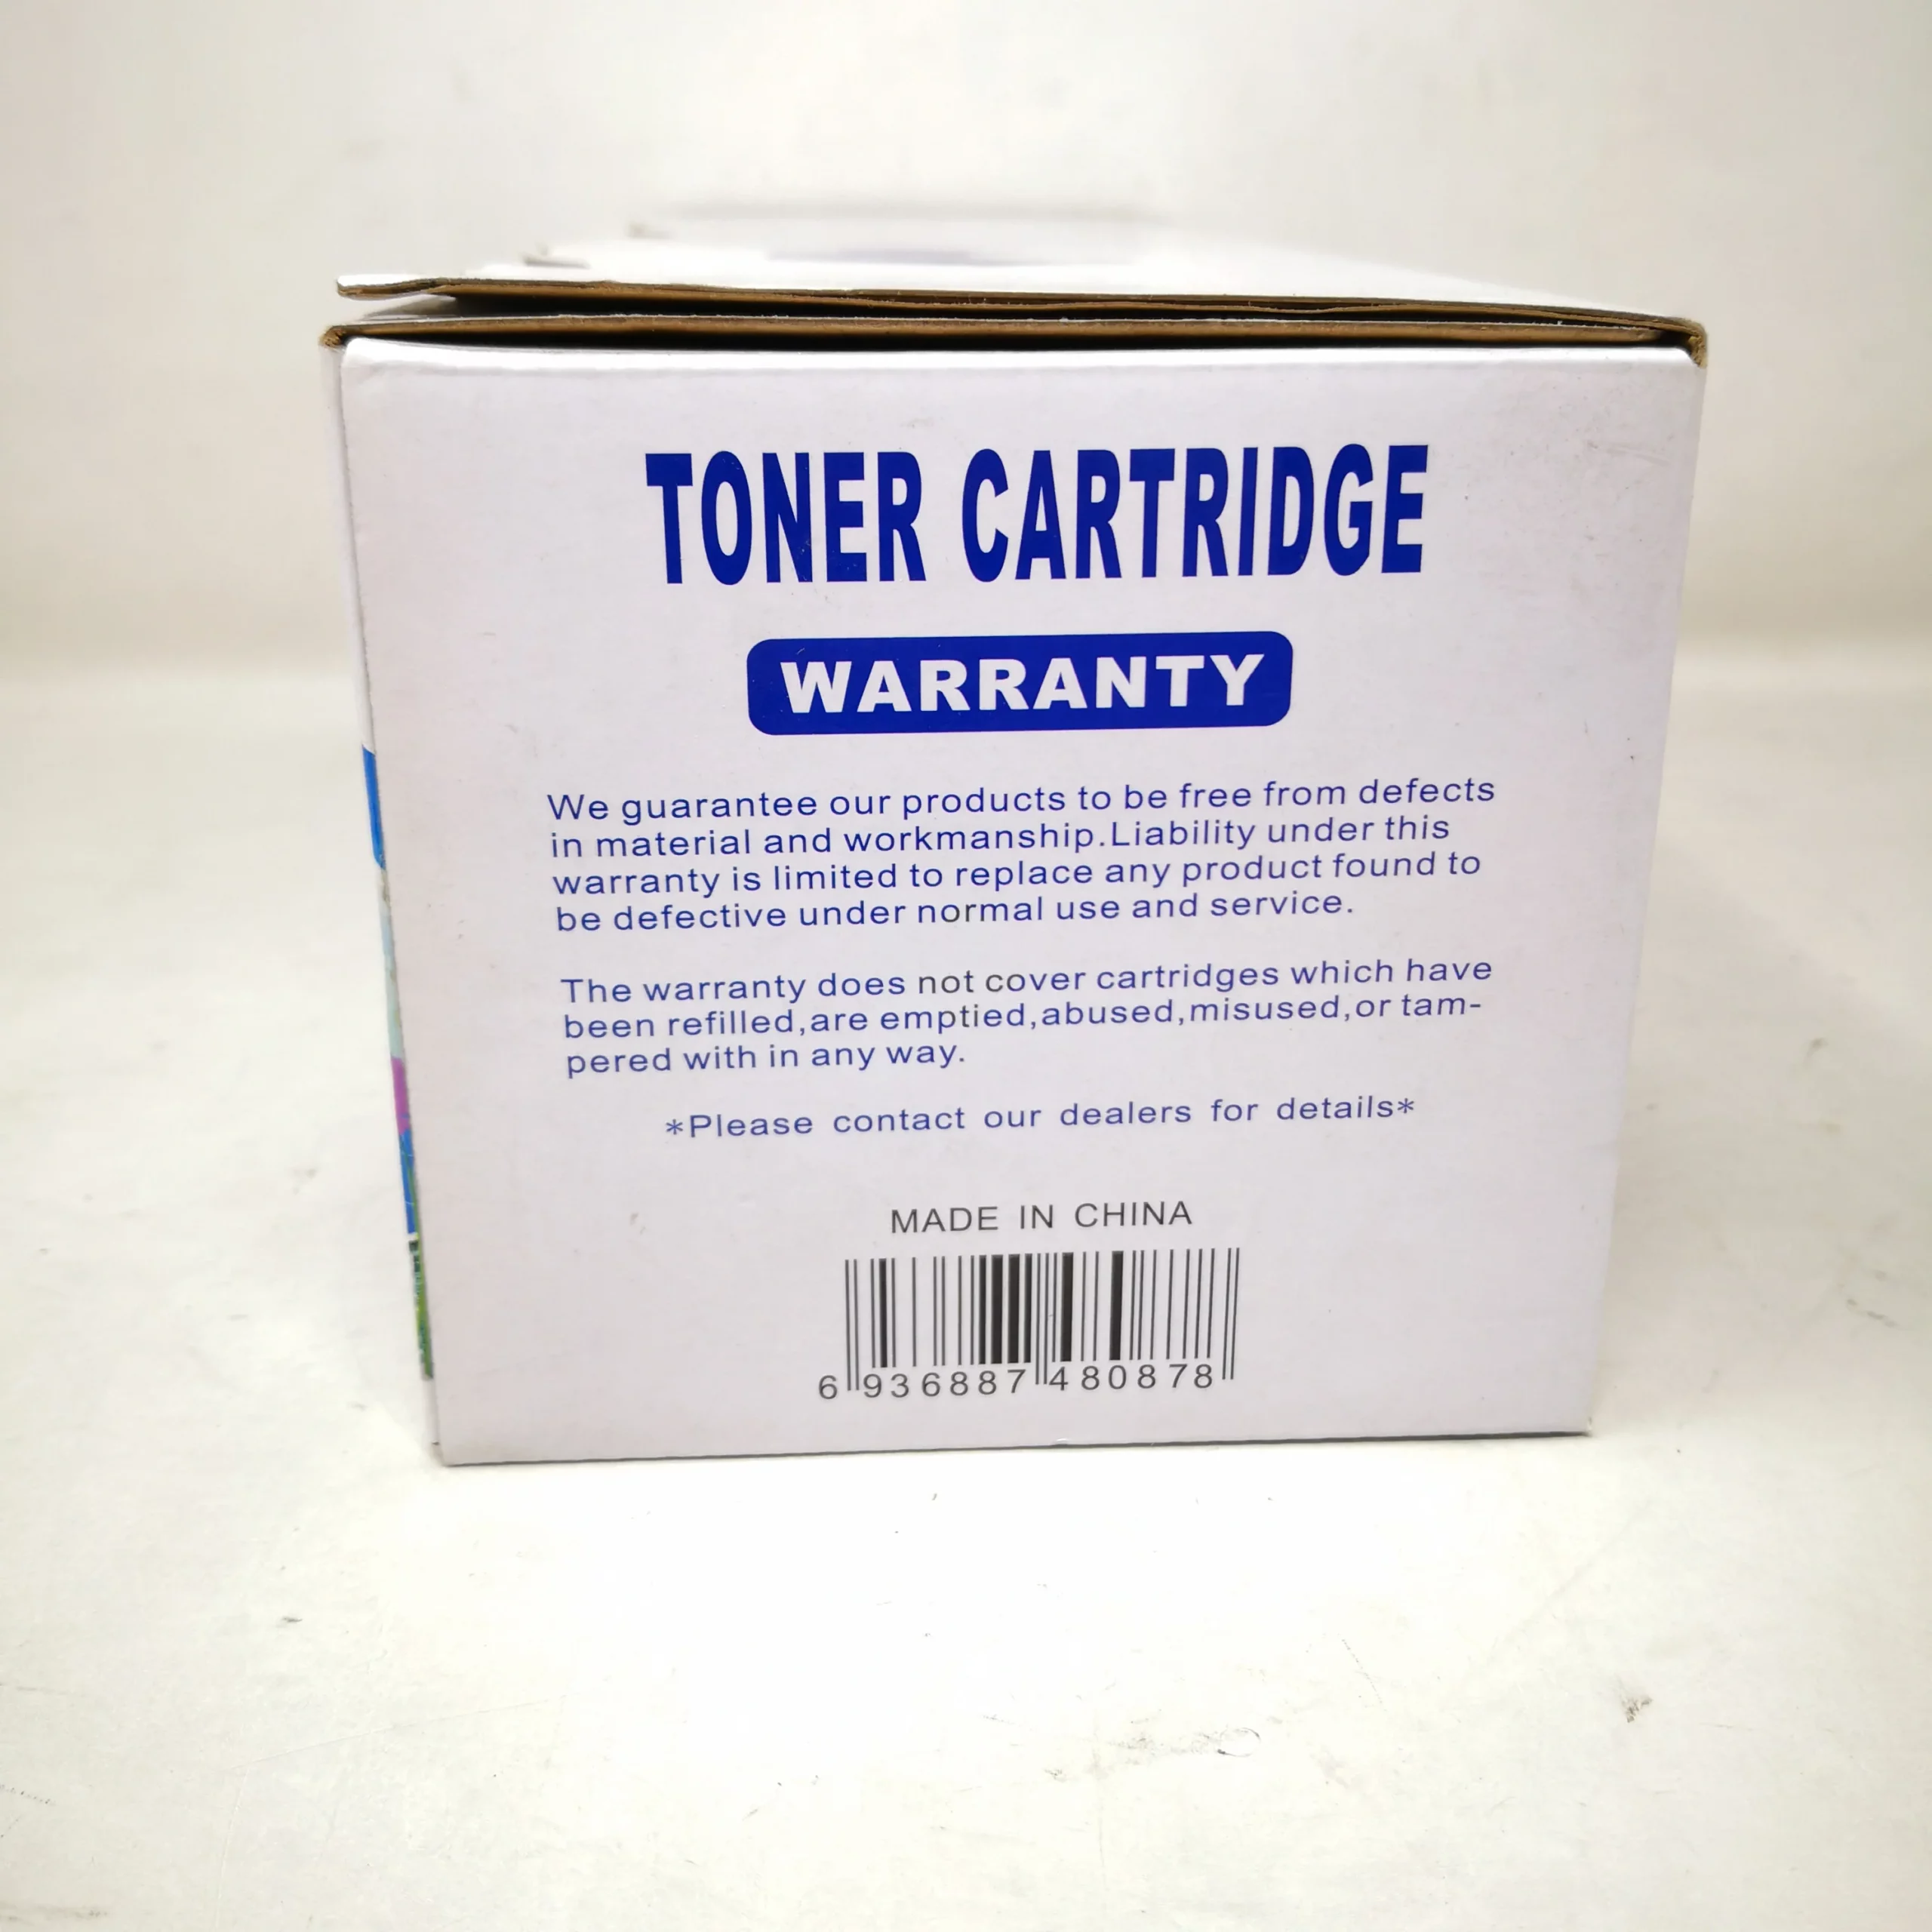 TONER CARTRIDGE
WARRANTY
We guarantee our products to be free from defects
in material and workmanship.Liability under this
warranty is limited to replace any product found to
be defective under normal use and service.
The warranty does not cover cartridges which have
been refilled,are emptied,abused,misused,or tam-
pered with in any way.
*Please contact our dealers for details*
MADE IN CHINA
6 936887 480878